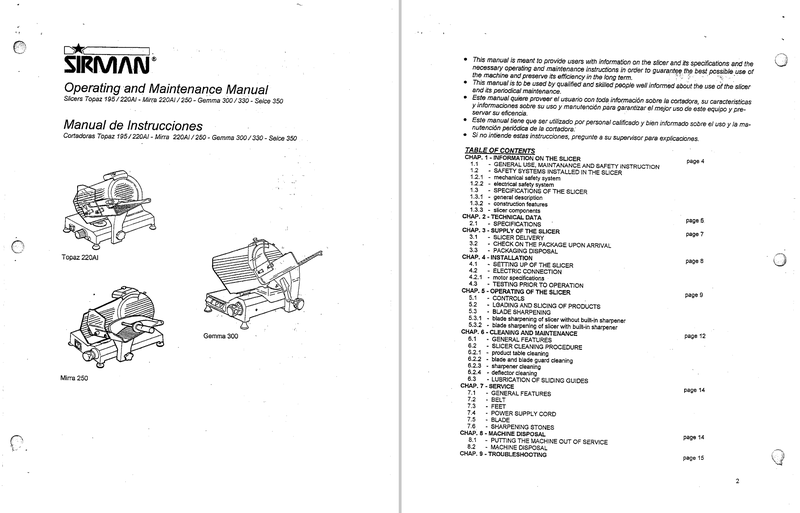 SIRMAN®
Operating and Maintenance Manual
Slicers Topaz 195 / 220AI - Mirra 220AI / 250 - Gemma 300 / 330 - Selce 350
Manual de Instrucciones
Cortadoras Topaz 195 / 220AI - Mirra 220AI / 250 - Gemma 300 / 330 - Selce 350
Topaz 220AI
Gemma 300
Mirra 250
• This manual is meant to provide users with information on the slicer and its specifications and the
necessary operating and maintenance instructions in order to guarantee the best possible use of
the machine and preserve its efficiency in the long term.
• This manual is to be used by qualified and skilled people well informed about the use of the slicer
and its periodical maintenance.
• Este manual quiere proveer el usuario con toda información sobre la cortadora, su características
y informaciones sobre su uso y manutención para garantizar el mejor uso de este equipo y pre-
servar su eficencia.
• Este manual tiene que ser utilizado por personal calificado y bien informado sobre el uso y la ma-
nutención periódica de la cortadora.
• Si no intiende estas instrucciones, pregunte a su supervisor para explicaciones.
TABLE OF CONTENTS
CHAP. 1 - INFORMATION ON THE SLICER page 4
1.1 - GENERAL USE, MAINTANANCE AND SAFETY INSTRUCTION
1.2 - SAFETY SYSTEMS INSTALLED IN THE SLICER
1.2.1 - mechanical safety system
1.2.2 - electrical safety system
1.3 - SPECIFICATIONS OF THE SLICER
1.3.1 - general description
1.3.2 - construction features
1.3.3 - slicer components
CHAP. 2 - TECHNICAL DATA page 6
2.1 - SPECIFICATIONS
CHAP. 3 - SUPPLY OF THE SLICER page 7
3.1 - SLICER DELIVERY
3.2 - CHECK ON THE PACKAGE UPON ARRIVAL
3.3 - PACKAGING DISPOSAL
CHAP. 4 - INSTALLATION page 8
4.1 - SETTING UP OF THE SLICER
4.2 - ELECTRIC CONNECTION
4.2.1 - motor specifications
4.3 - TESTING PRIOR TO OPERATION
CHAP. 5 - OPERATING OF THE SLICER page 9
5.1 - CONTROLS
5.2 - LOADING AND SLICING OF PRODUCTS
5.3 - BLADE SHARPENING
5.3.1 - blade sharpening of slicer without built-in sharpener
5.3.2 - blade sharpening of slicer with built-in sharpener
CHAP. 6 - CLEANING AND MAINTENANCE page 12
6.1 - GENERAL FEATURES
6.2 - SLICER CLEANING PROCEDURE
6.2.1 - product table cleaning
6.2.2 - blade and blade guard cleaning
6.2.3 - sharpener cleaning
6.2.4 - deflector cleaning
6.3 - LUBRICATION OF SLIDING GUIDES
CHAP. 7 - SERVICE page 14
7.1 - GENERAL FEATURES
7.2 - BELT
7.3 - FEET
7.4 - POWER SUPPLY CORD
7.5 - BLADE
7.6 - SHARPENING STONES
CHAP. 8 - MACHINE DISPOSAL page 14
8.1 - PUTTING THE MACHINE OUT OF SERVICE
8.2 - MACHINE DISPOSAL
CHAP. 9 - TROUBLESHOOTING page 15
2